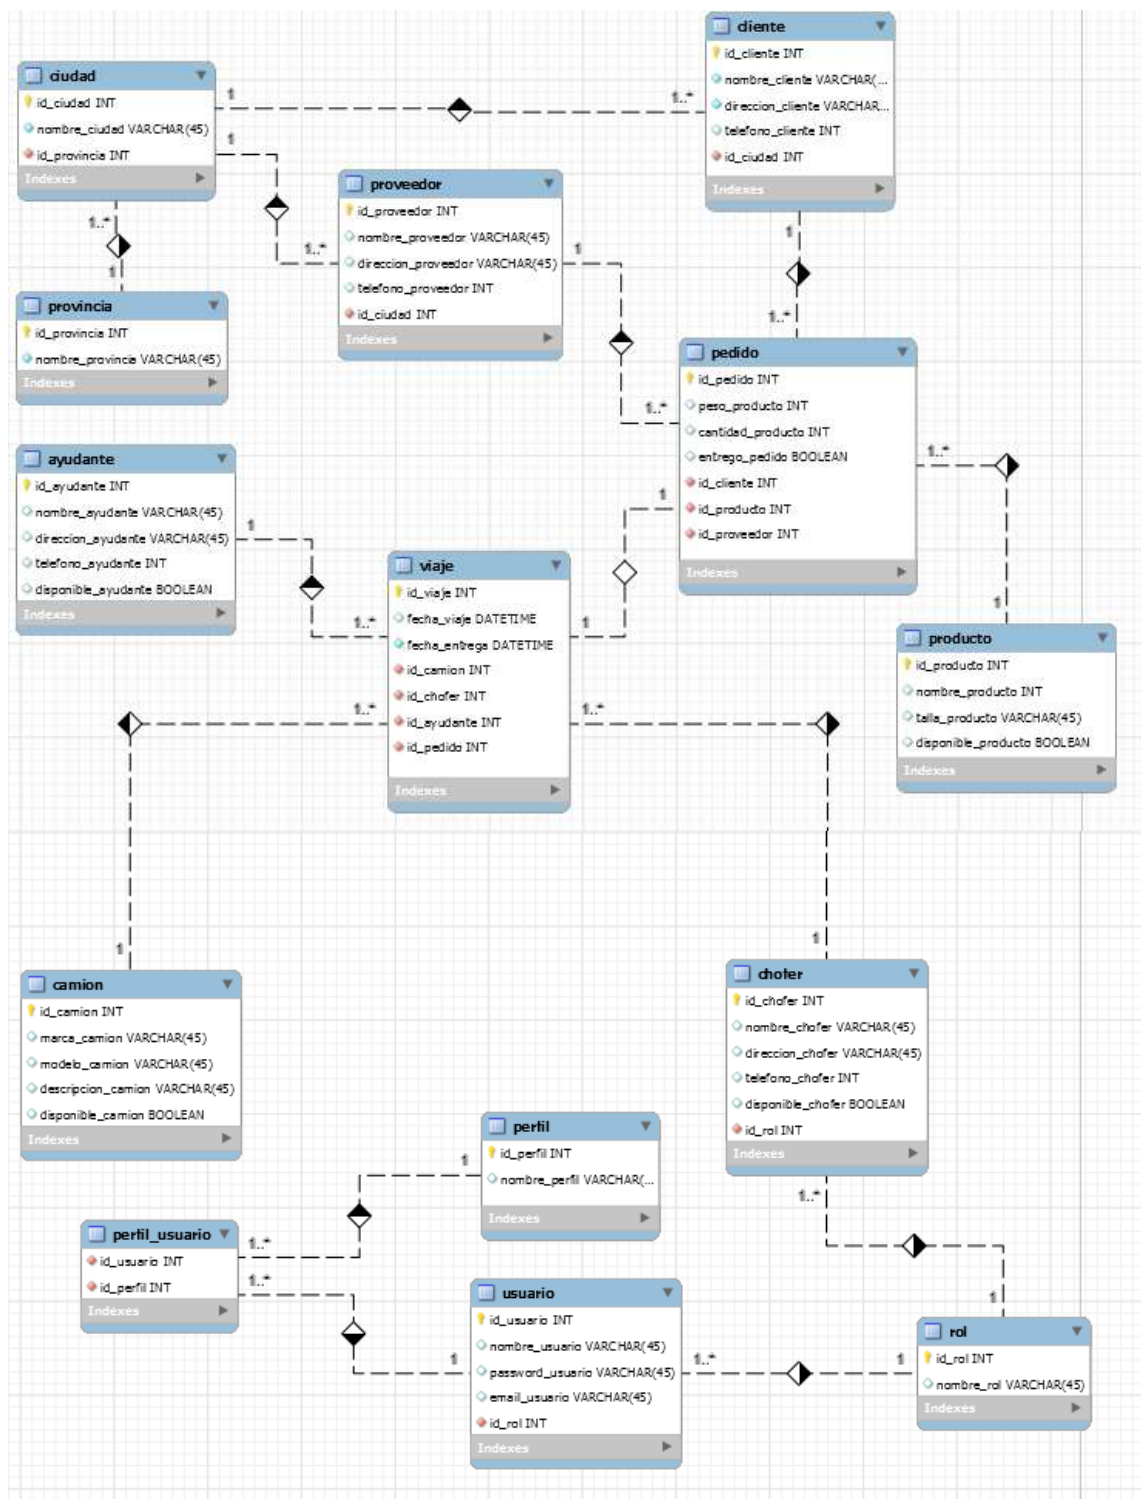 cliente
id_cliente INT
nombre_cliente VARCHAR(...
direccion_cliente VARCHAR...
telefono_cliente INT
id_ciudad INT
Indexes
ciudad
id_ciudad INT
nombre_ciudad VARCHAR(45)
id_provincia INT
Indexes
1
1..*
1
1..*
1..*
1
proveedor
id_proveedor INT
nombre_proveedor VARCHAR(45)
direccion_proveedor VARCHAR(45)
telefono_proveedor INT
id_ciudad INT
Indexes
1
1..*
1
1..*
provincia
id_provincia INT
nombre_provincia VARCHAR(45)
Indexes
pedido
id_pedido INT
peso_producto INT
cantidad_producto INT
entrego_pedido BOOLEAN
id_cliente INT
id_producto INT
id_proveedor INT
Indexes
1..*
1
ayudante
id_ayudante INT
nombre_ayudante VARCHAR(45)
direccion_ayudante VARCHAR(45)
telefono_ayudante INT
disponible_ayudante BOOLEAN
Indexes
1
1..*
viaje
id_viaje INT
fecha_viaje DATETIME
fecha_entrega DATETIME
id_camion INT
id_chofer INT
id_ayudante INT
id_pedido INT
Indexes
1
1
1..*
1..*
producto
id_producto INT
nombre_producto INT
talla_producto VARCHAR(45)
disponible_producto BOOLEAN
Indexes
1
1
camion
id_camion INT
marca_camion VARCHAR(45)
modelo_camion VARCHAR(45)
descripcion_camion VARCHAR(45)
disponible_camion BOOLEAN
Indexes
chofer
id_chofer INT
nombre_chofer VARCHAR(45)
direccion_chofer VARCHAR(45)
telefono_chofer INT
disponible_chofer BOOLEAN
id_rol INT
Indexes
1..*
1
perfil
id_perfil INT
nombre_perfil VARCHAR(...
Indexes
1
1..*
perfil_usuario
id_usuario INT
id_perfil INT
Indexes
1..*
1
usuario
id_usuario INT
nombre_usuario VARCHAR(45)
password_usuario VARCHAR(45)
email_usuario VARCHAR(45)
id_rol INT
Indexes
1..*
1
rol
id_rol INT
nombre_rol VARCHAR(45)
Indexes